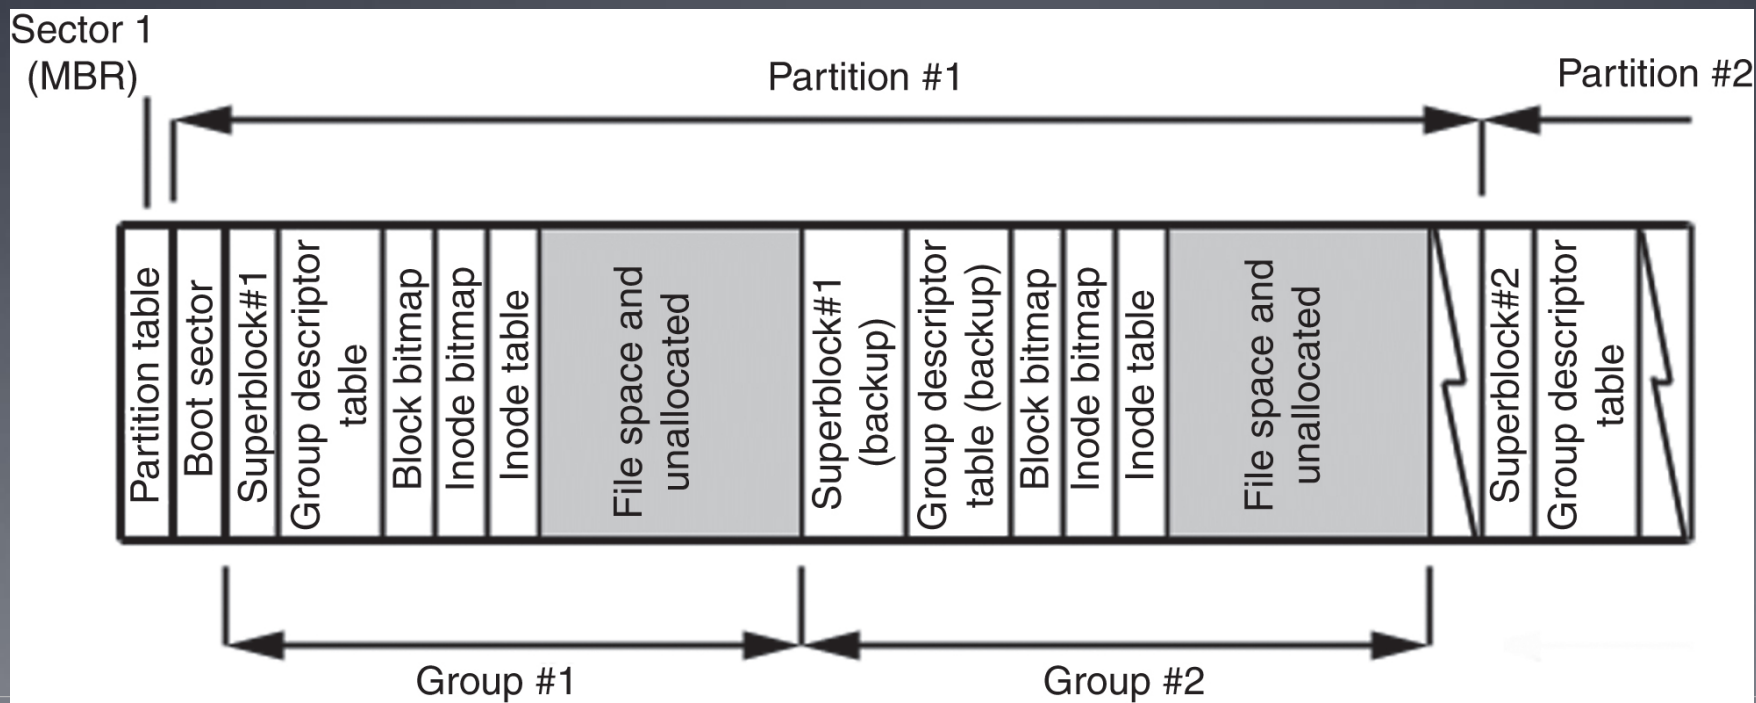 Sector 1
(MBR)
Partition #1
Partition #2
Partition table
Boot sector
Superblock#1
Group descriptor
table
Block bitmap
Inode bitmap
Inode table
File space and
unallocated
Superblock#1
(backup)
Group descriptor
table (backup)
Block bitmap
Inode bitmap
Inode table
File space and
unallocated
Superblock#2
Group descriptor
table
Group #1
Group #2